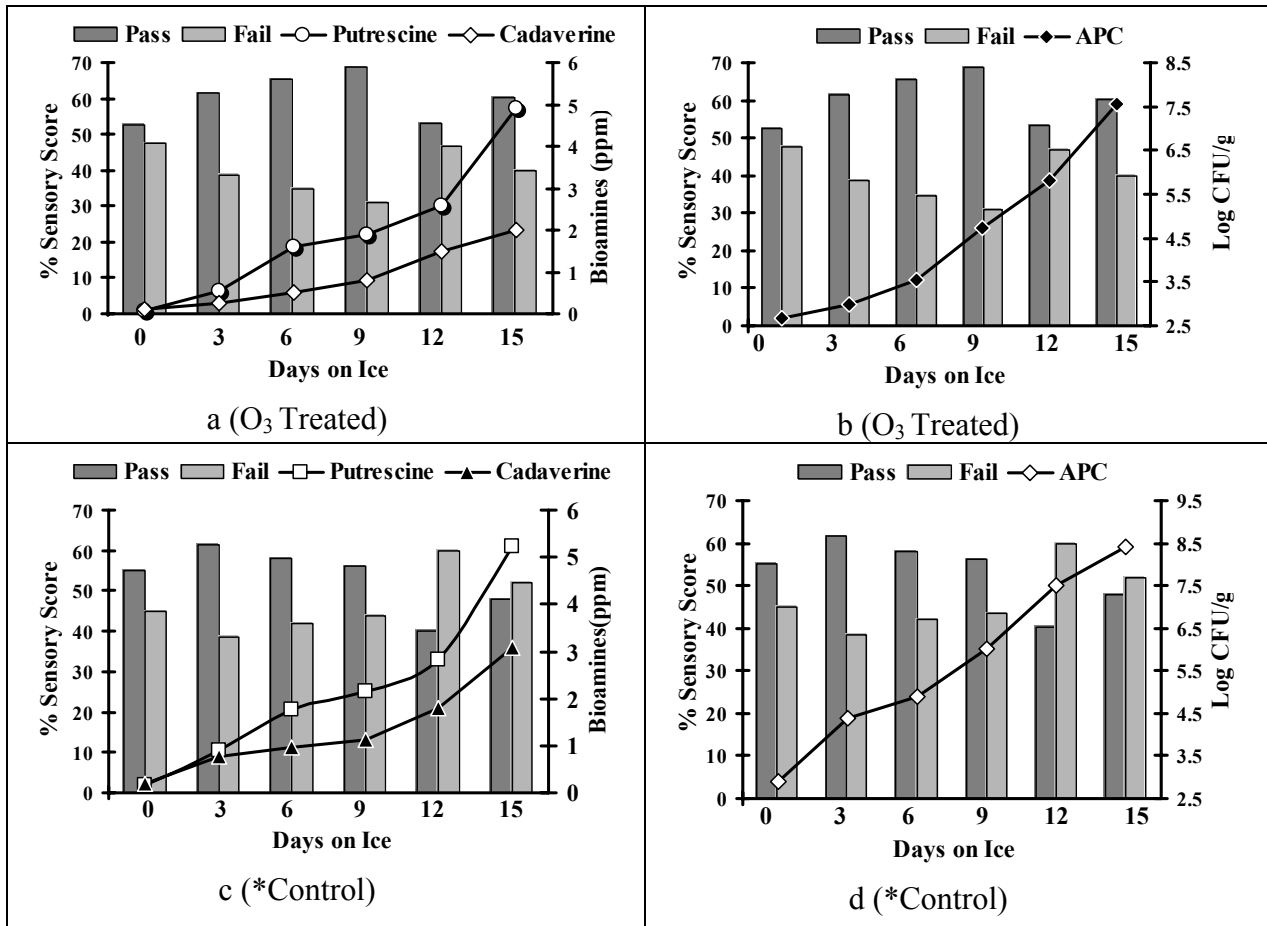 Pass Fail Putrescine Cadaverine
70
60
50
40
30
20
10
0
% Sensory Score
6
5
4
3
2
1
0
Bioamines (ppm)
0 3 6 9 12 15
Days on Ice
a (O₃ Treated)
Pass Fail APC
70
60
50
40
30
20
10
0
% Sensory Score
8.5
7.5
6.5
5.5
4.5
3.5
2.5
Log CFU/g
0 3 6 9 12 15
Days on Ice
b (O₃ Treated)
Pass Fail Putrescine Cadaverine
70
60
50
40
30
20
10
0
% Sensory Score
6
5
4
3
2
1
0
Bioamines(ppm)
0 3 6 9 12 15
Days on Ice
c (*Control)
Pass Fail APC
70
60
50
40
30
20
10
0
% Sensory Score
9.5
8.5
7.5
6.5
5.5
4.5
3.5
2.5
Log CFU/g
0 3 6 9 12 15
Days on Ice
d (*Control)